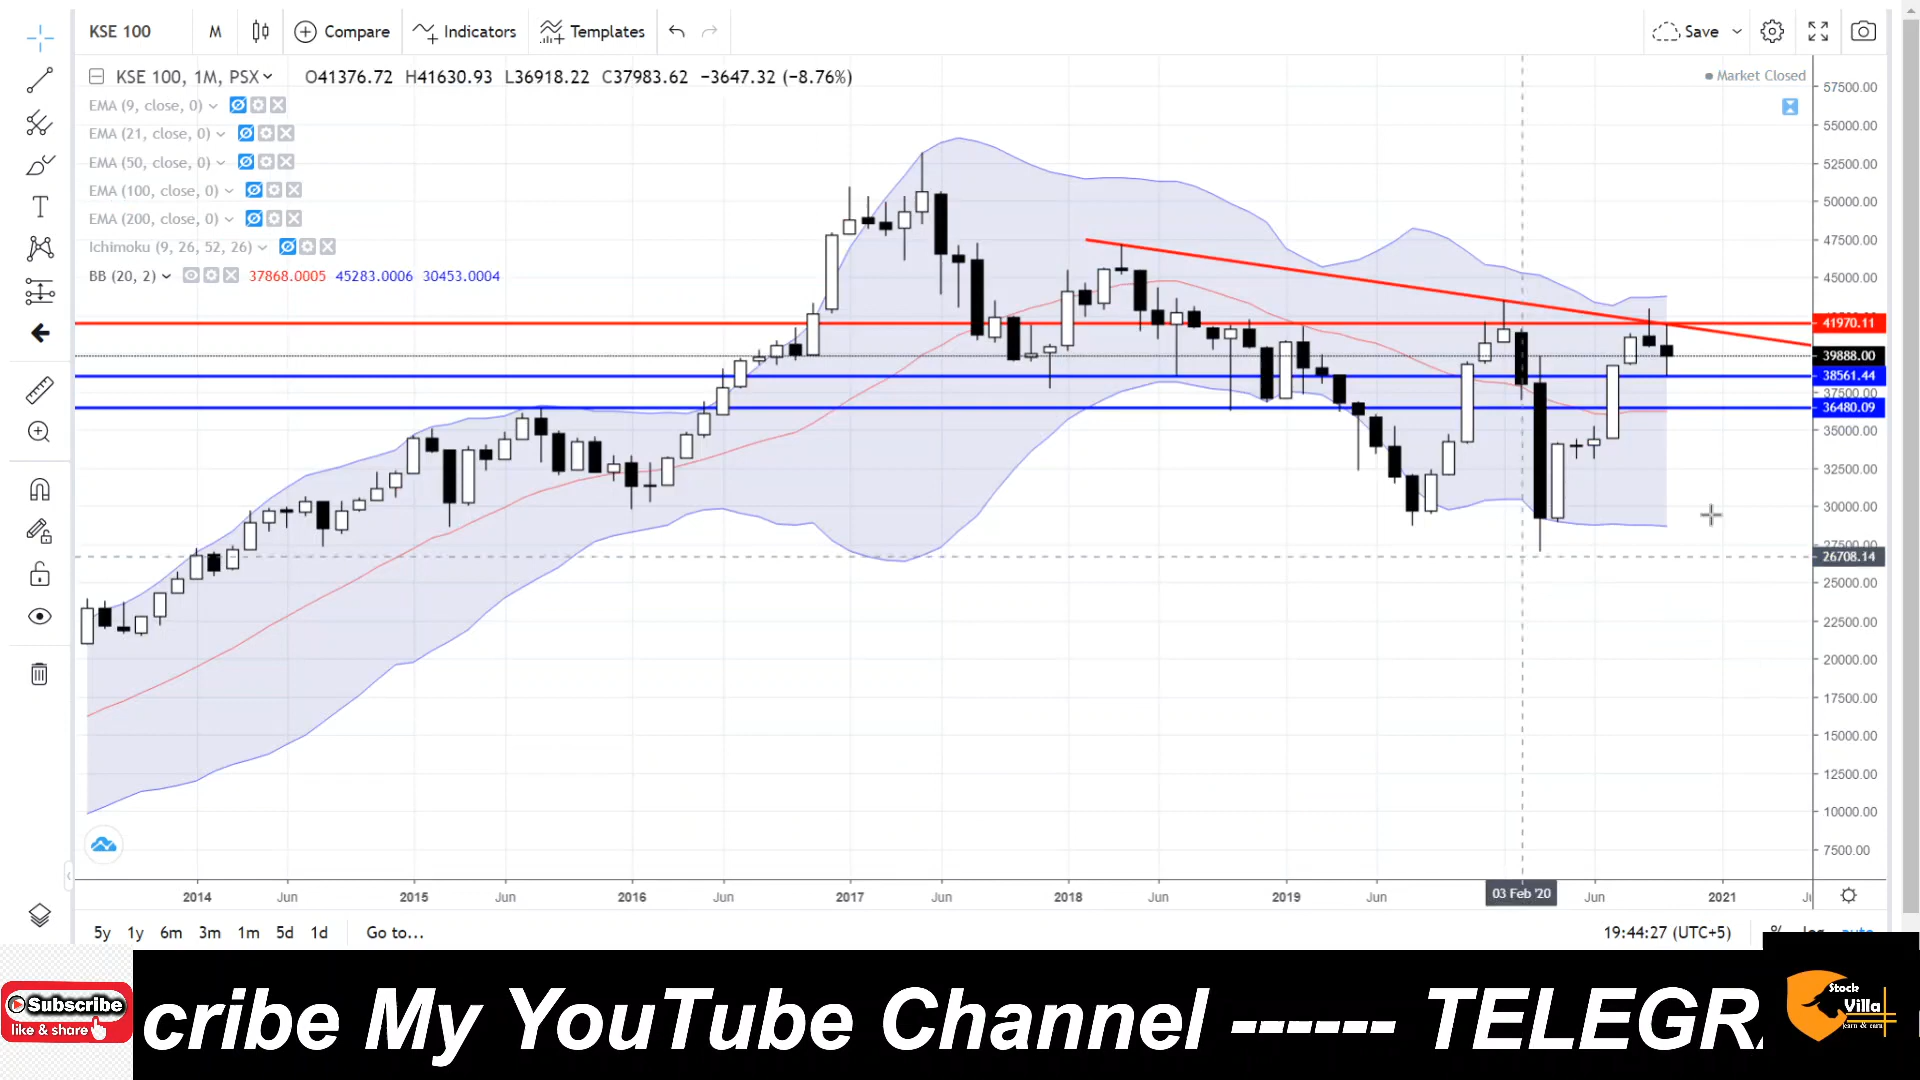 KSE 100 M Compare Indicators Templates Save
KSE 100, 1M, PSX O41376.72 H41630.93 L36918.22 C37983.62 −3647.32 (−8.76%)
Market Closed
EMA (9, close, 0)
EMA (21, close, 0)
EMA (50, close, 0)
EMA (100, close, 0)
EMA (200, close, 0)
Ichimoku (9, 26, 52, 26)
BB (20, 2) 37868.0005 45283.0006 30453.0004
57500.00
55000.00
52500.00
50000.00
47500.00
45000.00
41970.11
39888.00
38561.44
37500.00
36480.09
35000.00
32500.00
30000.00
27500.00
26708.14
25000.00
22500.00
20000.00
17500.00
15000.00
12500.00
10000.00
7500.00
2014 Jun 2015 Jun 2016 Jun 2017 Jun 2018 Jun 2019 Jun 03 Feb '20 Jun 2021
5y 1y 6m 3m 1m 5d 1d Go to... 19:44:27 (UTC+5)
Subscribe
like & share
cribe My YouTube Channel ------ TELEGR
Stock
Villa
learn & earn